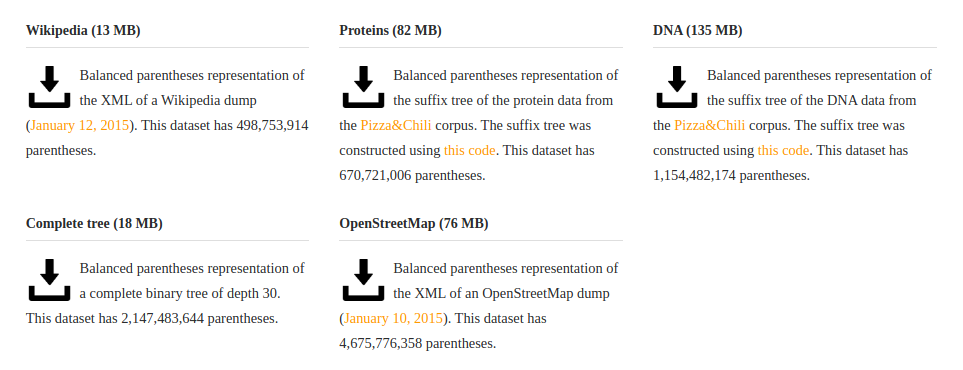 Wikipedia (13 MB)
Balanced parentheses representation of
the XML of a Wikipedia dump
(January 12, 2015). This dataset has 498,753,914
parentheses.
Proteins (82 MB)
Balanced parentheses representation of
the suffix tree of the protein data from
the Pizza&Chili corpus. The suffix tree was
constructed using this code. This dataset has
670,721,006 parentheses.
DNA (135 MB)
Balanced parentheses representation of
the suffix tree of the DNA data from
the Pizza&Chili corpus. The suffix tree was
constructed using this code. This dataset has
1,154,482,174 parentheses.
Complete tree (18 MB)
Balanced parentheses representation of
a complete binary tree of depth 30.
This dataset has 2,147,483,644 parentheses.
OpenStreetMap (76 MB)
Balanced parentheses representation of
the XML of an OpenStreetMap dump
(January 10, 2015). This dataset has
4,675,776,358 parentheses.